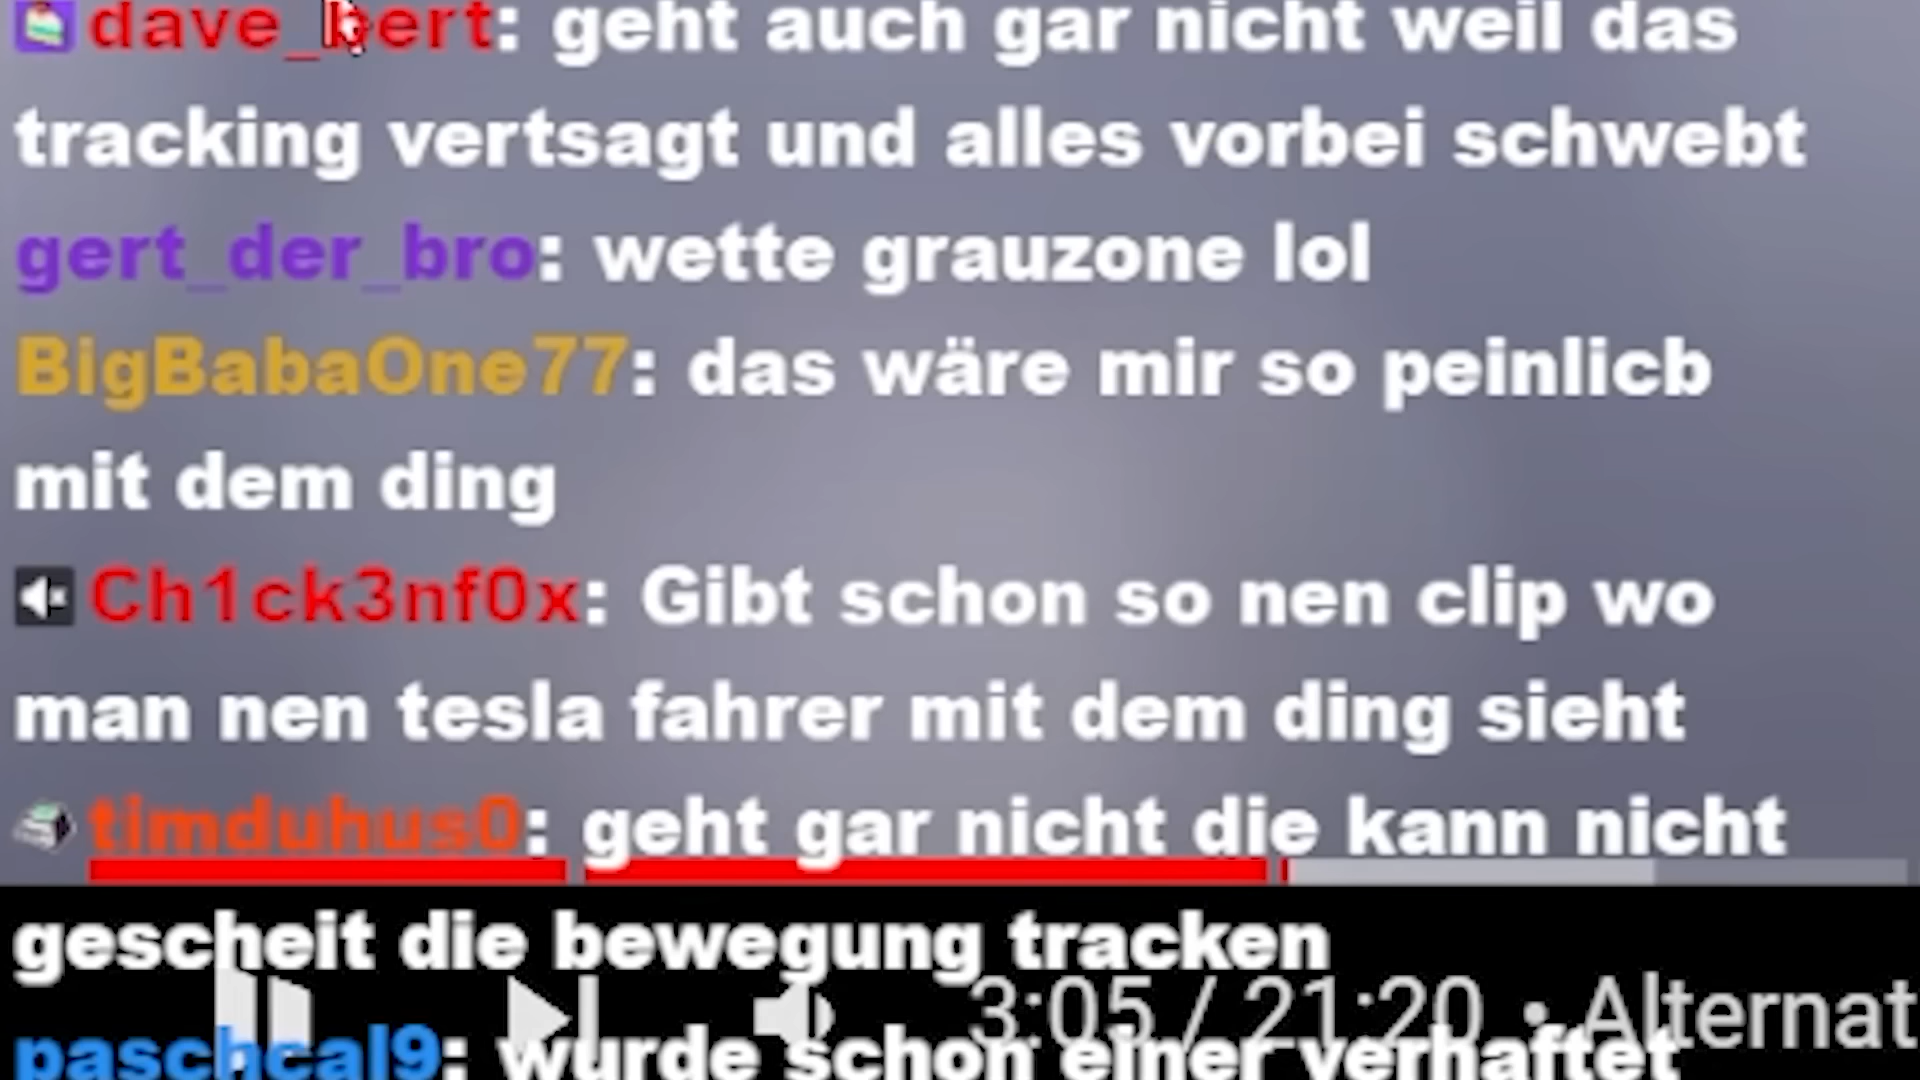 dave_bert: geht auch gar nicht weil das
tracking vertsagt und alles vorbei schwebt
gert_der_bro: wette grauzone lol
BigBabaOne77: das wäre mir so peinlicb
mit dem ding
Ch1ck3nf0x: Gibt schon so nen clip wo
man nen tesla fahrer mit dem ding sieht
timduhus0: geht gar nicht die kann nicht
gescheit die bewegung tracken
3:05 / 21:20 • Alternat
paschcal9: wurde schon einer verhaftet